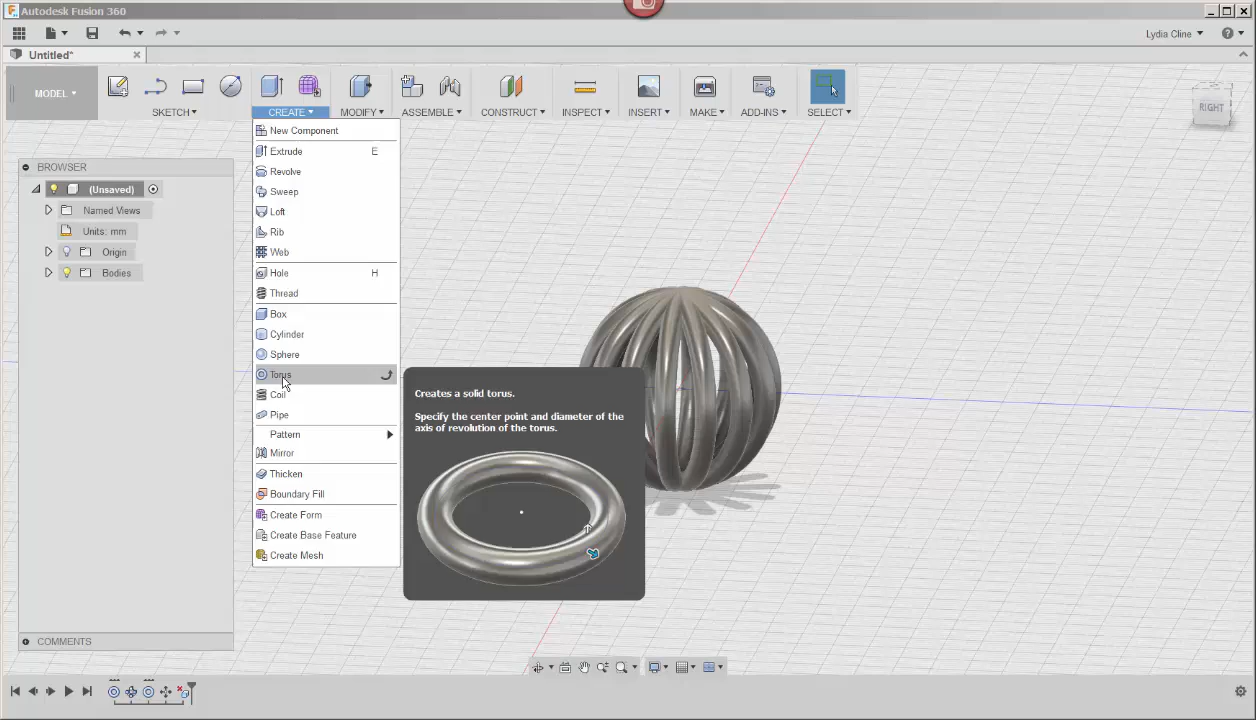 Autodesk Fusion 360
Lydia Cline
Untitled*
MODEL
SKETCH
CREATE
MODIFY
ASSEMBLE
CONSTRUCT
INSPECT
INSERT
MAKE
ADD-INS
SELECT
RIGHT
BROWSER
(Unsaved)
Named Views
Units: mm
Origin
Bodies
New Component
Extrude E
Revolve
Sweep
Loft
Rib
Web
Hole H
Thread
Box
Cylinder
Sphere
Torus
Coil
Pipe
Pattern
Mirror
Thicken
Boundary Fill
Create Form
Create Base Feature
Create Mesh
Creates a solid torus.
Specify the center point and diameter of the
axis of revolution of the torus.
COMMENTS